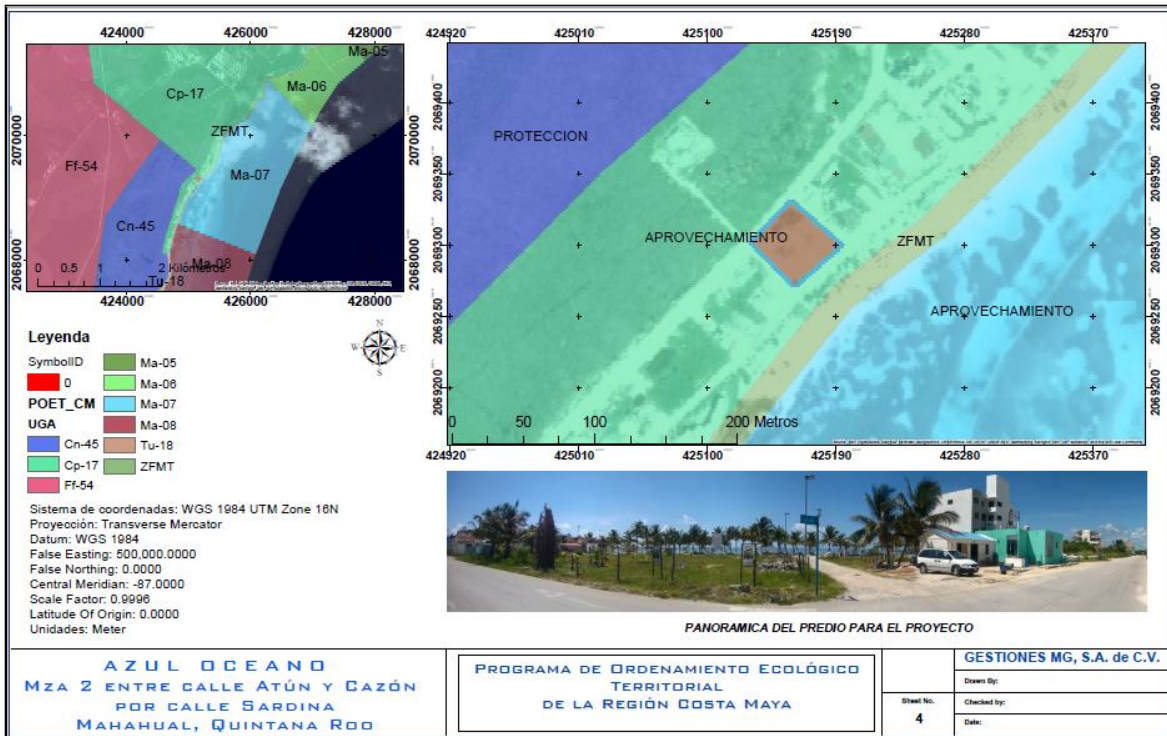 424000 426000 428000
2070000
2068000
Ma-05
Ma-06
Cp-17
ZFMT
Ff-54
Ma-07
Cn-45
Ma-08
0 0.5 1 2 Kilómetros
Tu-18
2070000
2068000
424000 426000 428000
424920 425010 425100 425190 425280 425370
2069400
2069350
2069300
2069250
2069200
PROTECCION
APROVECHAMIENTO
ZFMT
APROVECHAMIENTO
0 50 100 200 Metros
2069400
2069350
2069300
2069250
2069200
424920 425010 425100 425190 425280 425370
N
W E
S
Leyenda
SymbolID
0
POET_CM
UGA
Cn-45
Cp-17
Ff-54
Ma-05
Ma-06
Ma-07
Ma-08
Tu-18
ZFMT
Sistema de coordenadas: WGS 1984 UTM Zone 16N
Proyección: Transverse Mercator
Datum: WGS 1984
False Easting: 500,000.0000
False Northing: 0.0000
Central Meridian: -87.0000
Scale Factor: 0.9996
Latitude Of Origin: 0.0000
Unidades: Meter
PANORAMICA DEL PREDIO PARA EL PROYECTO
AZUL OCEANO
MZA 2 ENTRE CALLE ATÚN Y CAZÓN
POR CALLE SARDINA
MAHAHUAL, QUINTANA ROO
PROGRAMA DE ORDENAMIENTO ECOLÓGICO
TERRITORIAL
DE LA REGIÓN COSTA MAYA
Sheet No.
4
GESTIONES MG, S.A. de C.V.
Drawn By:
Checked by:
Date: